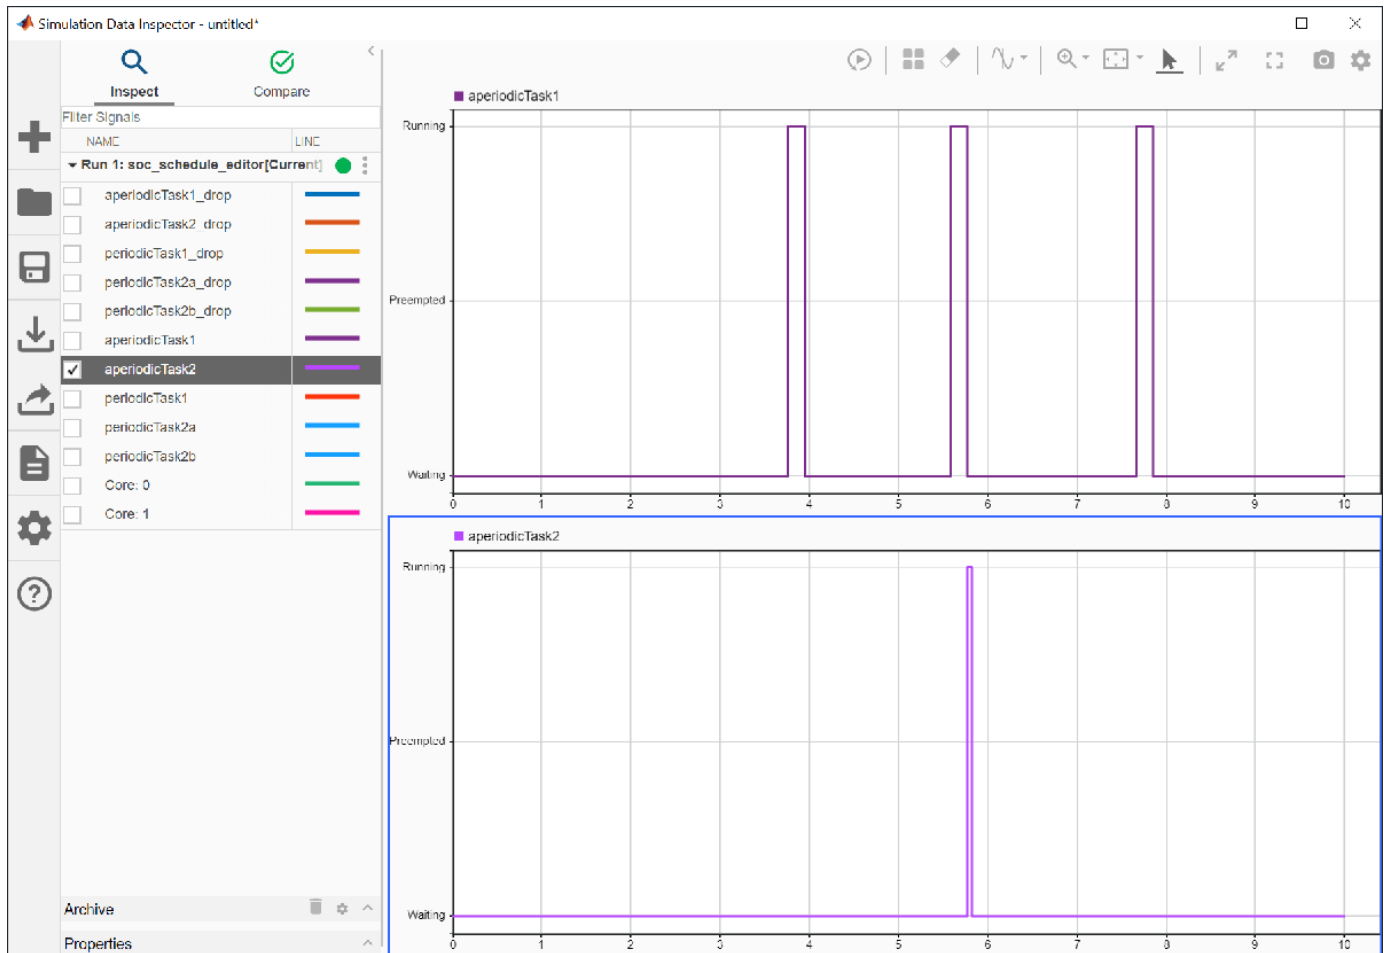 Simulation Data Inspector - untitled*
Inspect
Compare
Filter Signals
NAME
LINE
Run 1: soc_schedule_editor[Current]
aperiodicTask1_drop
aperiodicTask2_drop
periodicTask1_drop
periodicTask2a_drop
periodicTask2b_drop
aperiodicTask1
aperiodicTask2
periodicTask1
periodicTask2a
periodicTask2b
Core: 0
Core: 1
Archive
Properties
aperiodicTask1
Running
Preempted
Waiting
0 1 2 3 4 5 6 7 8 9 10
aperiodicTask2
Running
Preempted
Waiting
0 1 2 3 4 5 6 7 8 9 10